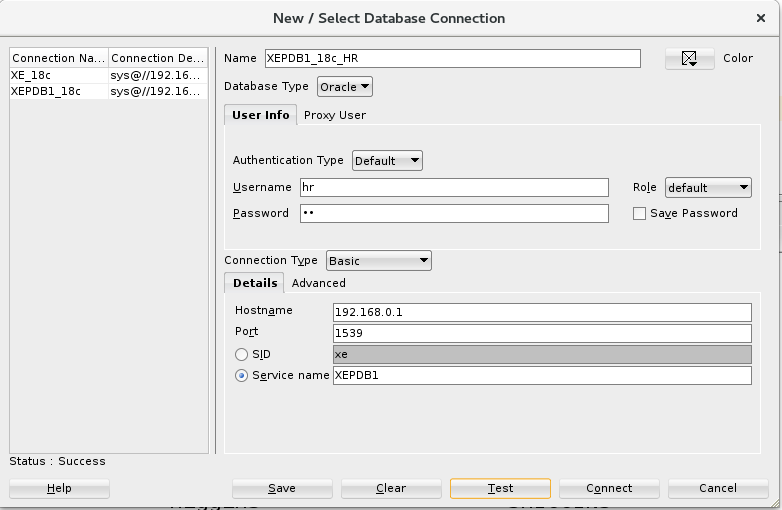 New / Select Database Connection
Connection Na... Connection De...
XE_18c sys@//192.16...
XEPDB1_18c sys@//192.16...
Name XEPDB1_18c_HR Color
Database Type Oracle
User Info Proxy User
Authentication Type Default
Username hr Role default
Password •• Save Password
Connection Type Basic
Details Advanced
Hostname 192.168.0.1
Port 1539
SID xe
Service name XEPDB1
Status : Success
Help Save Clear Test Connect Cancel